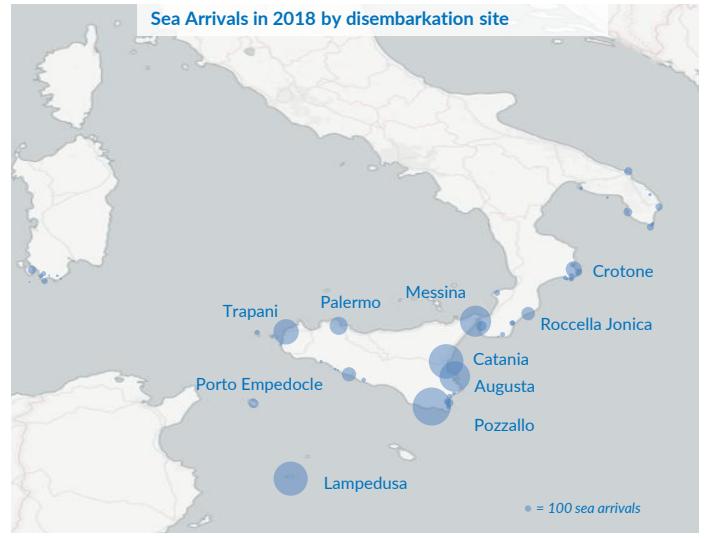 Sea Arrivals in 2018 by disembarkation site
Crotone
Messina
Palermo
Trapani
Roccella Jonica
Catania
Porto Empedocle
Augusta
Pozzallo
Lampedusa
= 100 sea arrivals